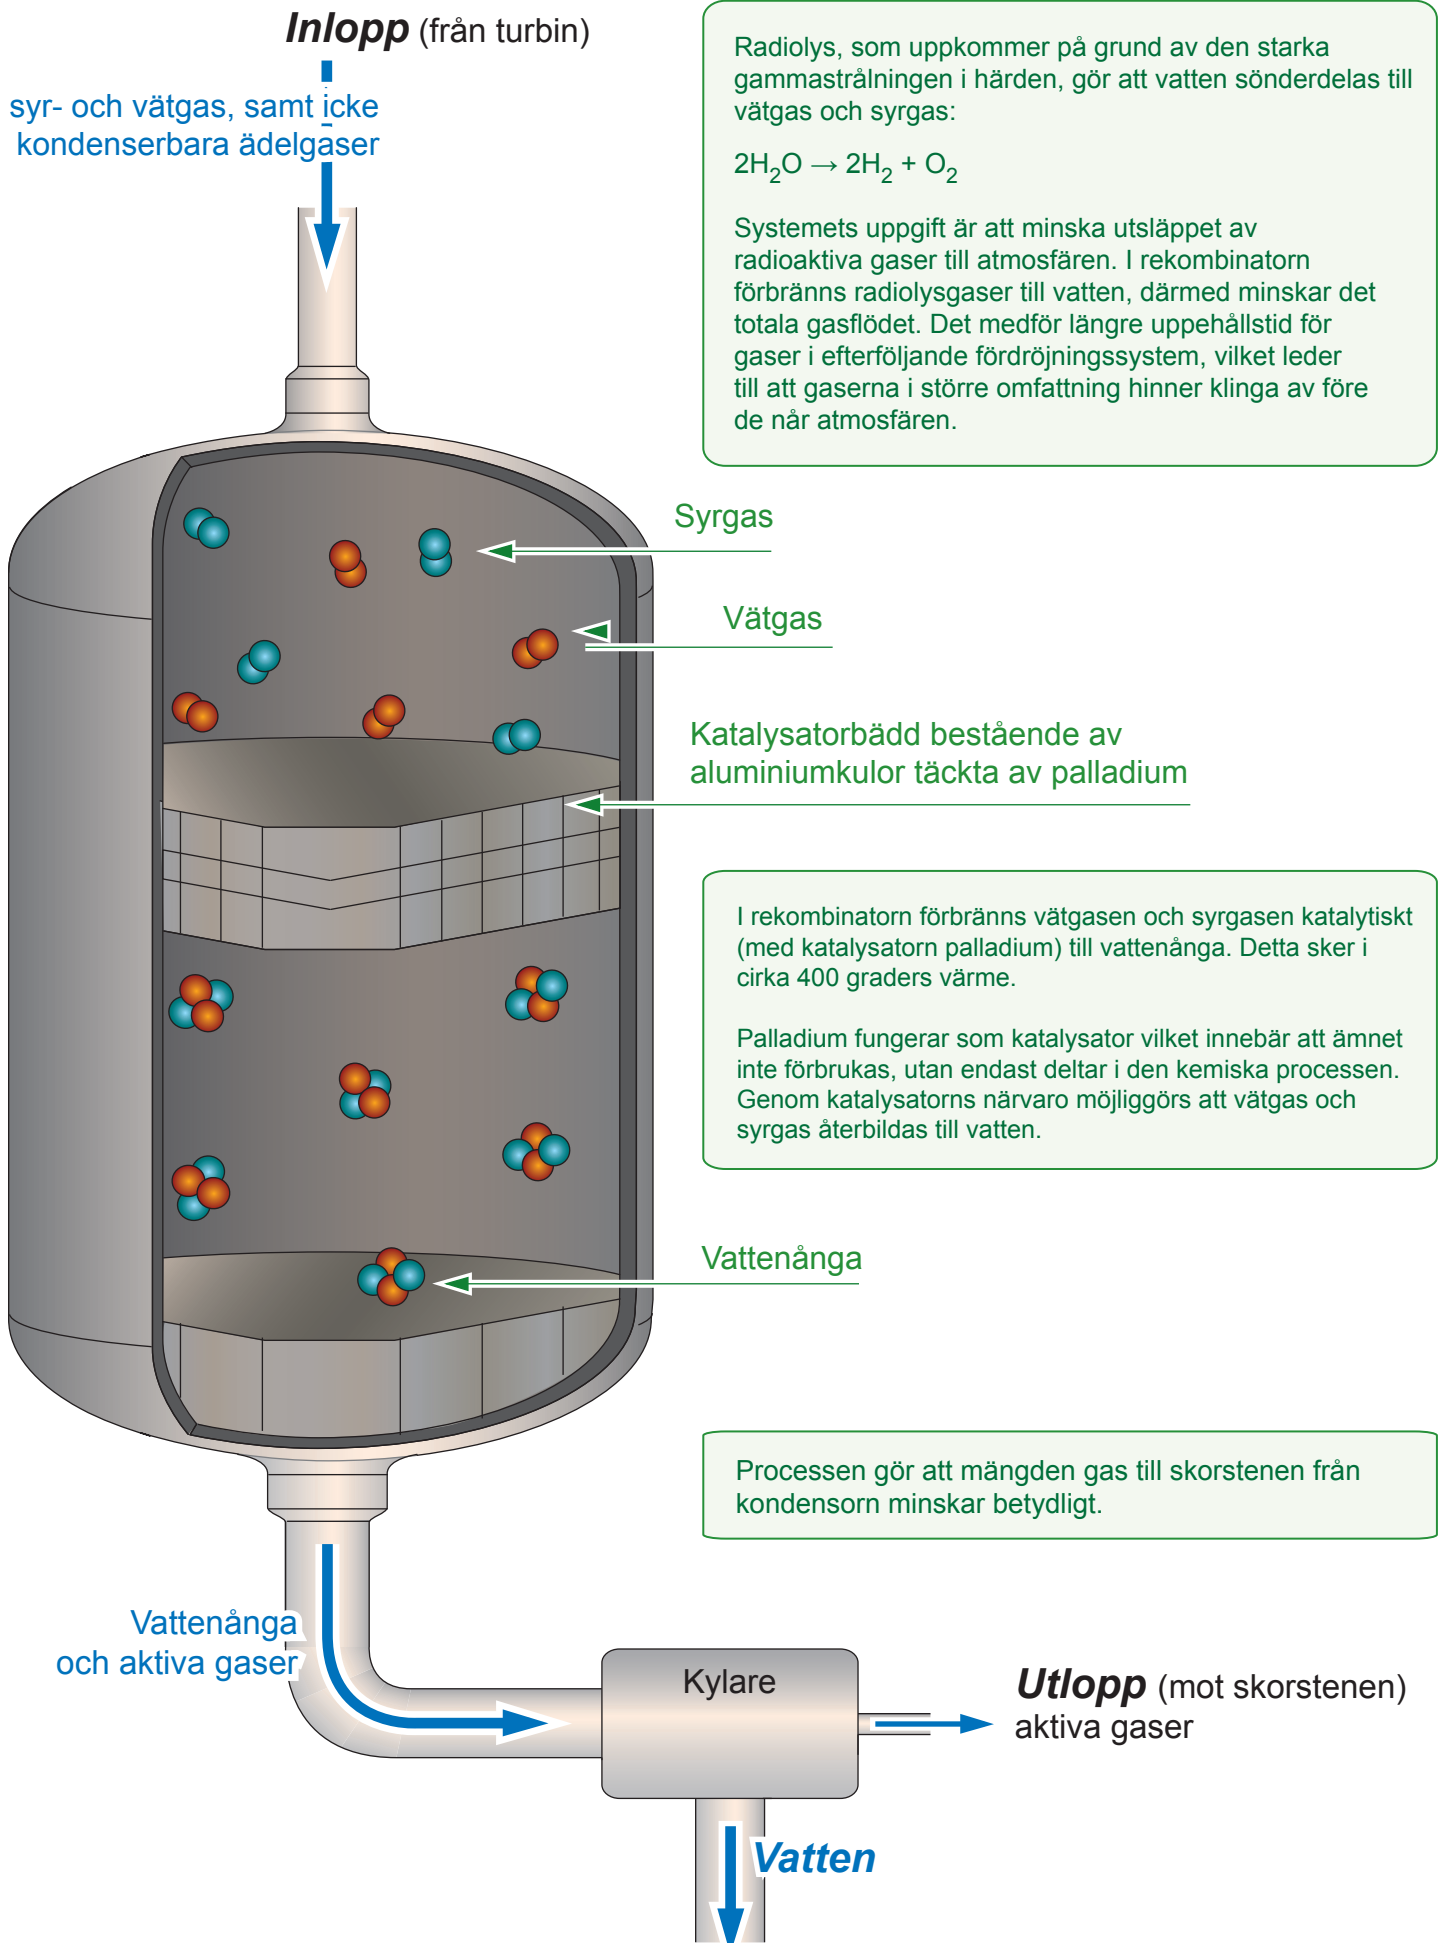 Inlopp (från turbin)
syr- och vätgas, samt icke
kondenserbara ädelgaser
Radiolys, som uppkommer på grund av den starka
gammastrålningen i härden, gör att vatten sönderdelas till
vätgas och syrgas:
2H₂O → 2H₂ + O₂
Systemets uppgift är att minska utsläppet av
radioaktiva gaser till atmosfären. I rekombinatorn
förbränns radiolysgaser till vatten, därmed minskar det
totala gasflödet. Det medför längre uppehållstid för
gaser i efterföljande fördröjningssystem, vilket leder
till att gaserna i större omfattning hinner klinga av före
de når atmosfären.
Syrgas
Vätgas
Katalysatorbädd bestående av
aluminiumkulor täckta av palladium
I rekombinatorn förbränns vätgasen och syrgasen katalytiskt
(med katalysatorn palladium) till vattenånga. Detta sker i
cirka 400 graders värme.
Palladium fungerar som katalysator vilket innebär att ämnet
inte förbrukas, utan endast deltar i den kemiska processen.
Genom katalysatorns närvaro möjliggörs att vätgas och
syrgas återbildas till vatten.
Vattenånga
Processen gör att mängden gas till skorstenen från
kondensorn minskar betydligt.
Vattenånga
och aktiva gaser
Kylare
Utlopp (mot skorstenen)
aktiva gaser
Vatten